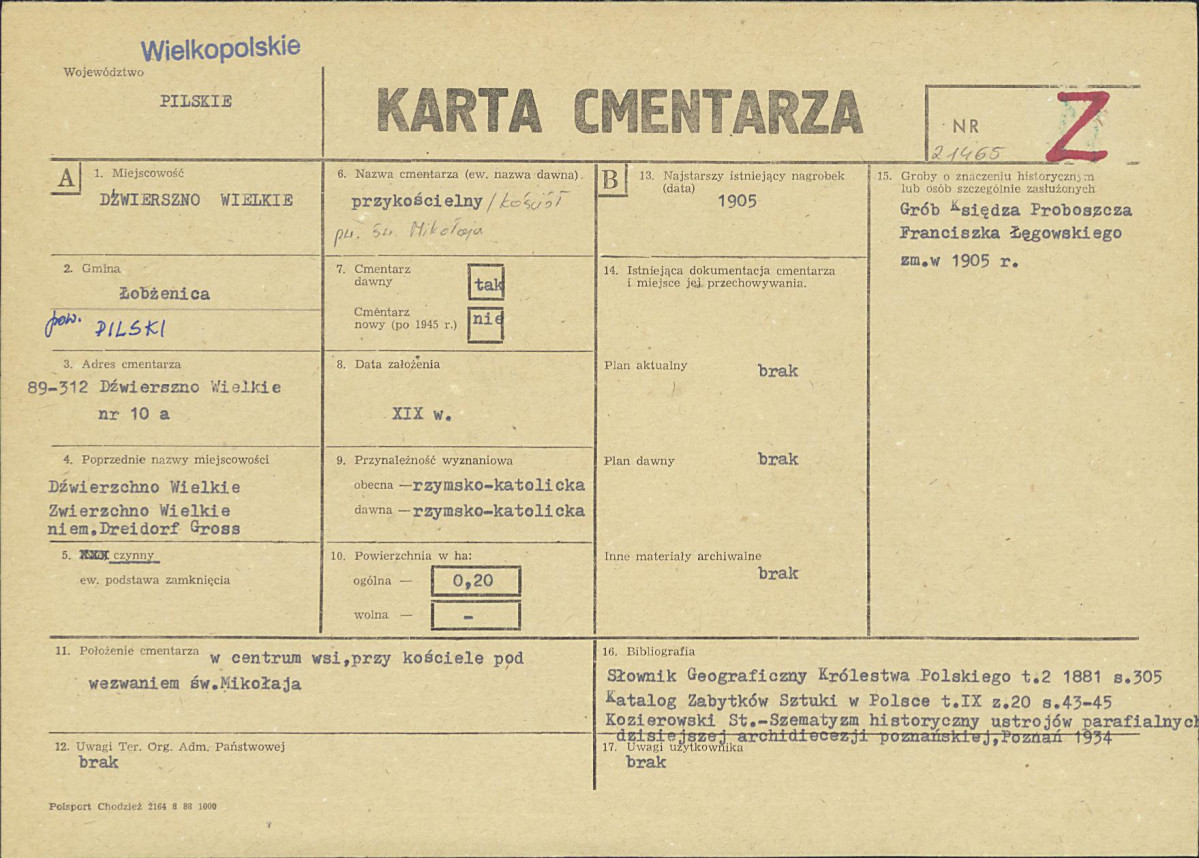 Wielkopolskie
Województwo
PILSKIE
KARTA CMENTARZA
NR
21465
Z
A
1. Miejscowość
DŹWIERSZNO WIELKIE
2. Gmina
Łobżenica
pow. PILSKI
3. Adres cmentarza
89-312 Dźwierszno Wielkie
nr 10 a
4. Poprzednie nazwy miejscowości
Dźwierzchno Wielkie
Zwierzchno Wielkie
niem.Dreidorf Gross
5. czynny
ew. podstawa zamknięcia
6. Nazwa cmentarza (ew. nazwa dawna).
przykościelny /kościół
pw. św. Mikołaja
7. Cmentarz
dawny
tak
Cmentarz
nowy (po 1945 r.)
nie
8. Data założenia
XIX w.
9. Przynależność wyznaniowa
obecna —rzymsko-katolicka
dawna —rzymsko-katolicka
10. Powierzchnia w ha:
ogólna — 0,20
wolna — -
B
13. Najstarszy istniejący nagrobek
(data)
1905
14. Istniejąca dokumentacja cmentarza
i miejsce jej przechowywania.
Plan aktualny brak
Plan dawny brak
Inne materiały archiwalne
brak
15. Groby o znaczeniu historycznym
lub osób szczególnie zasłużonych
Grób Księdza Proboszcza
Franciszka Łęgowskiego
zm.w 1905 r.
11. Położenie cmentarza w centrum wsi,przy kościele pod
wezwaniem św.Mikołaja
12. Uwagi Ter. Org. Adm. Państwowej
brak
16. Bibliografia
Słownik Geograficzny Królestwa Polskiego t.2 1881 s.305
Katalog Zabytków Sztuki w Polsce t.IX z.20 s.43-45
Kozierowski St.-Szematyzm historyczny ustrojów parafialnych
dzisiejszej archidiecezji poznańskiej,Poznań 1934
17. Uwagi użytkownika
brak
Polsport Chodzież 2164 8 88 1000